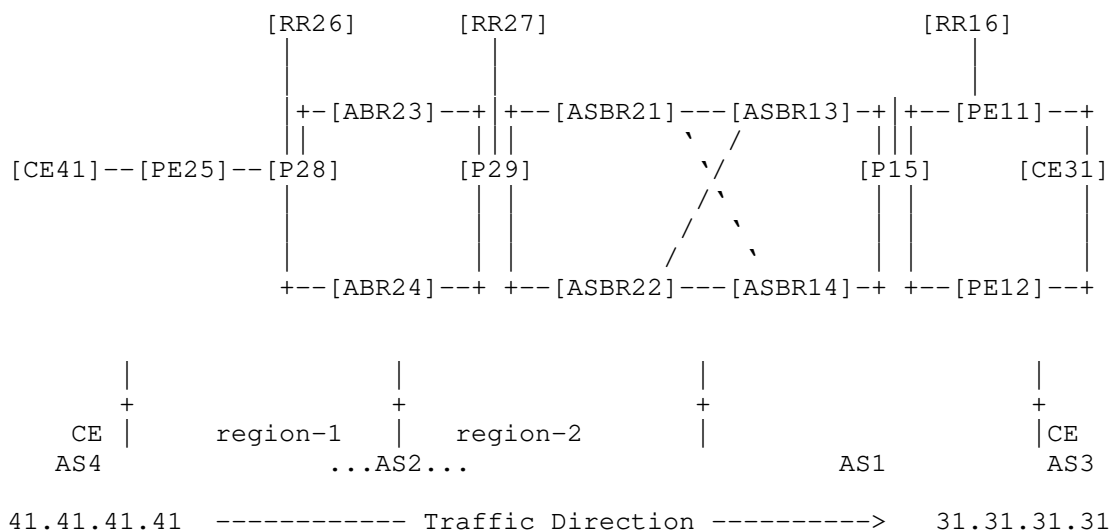 [RR26] [RR27] [RR16]
+-[ABR23]--+ +--[ASBR21]---[ASBR13]-+ +--[PE11]--+
[CE41]--[PE25]--[P28] [P29] [P15] [CE31]
+--[ABR24]--+ +--[ASBR22]---[ASBR14]-+ +--[PE12]--+
CE | region-1 | region-2 | |CE
AS4 ...AS2... AS1 AS3
41.41.41.41 ------------ Traffic Direction ----------> 31.31.31.31